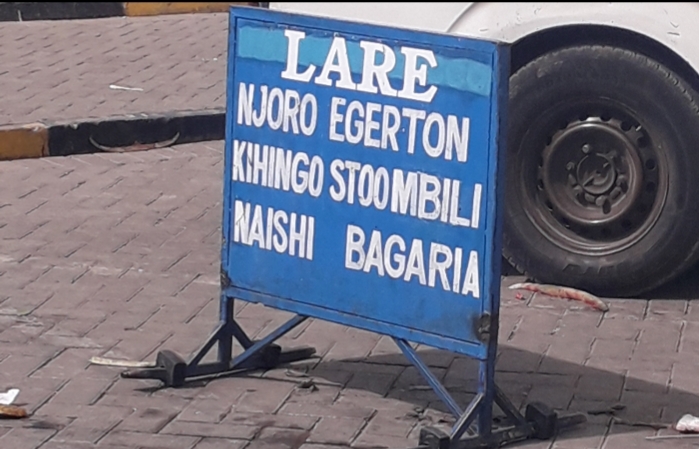 LARE
NJORO EGERTON
KIHINGO STOOMBILI
NAISHI BAGARIA